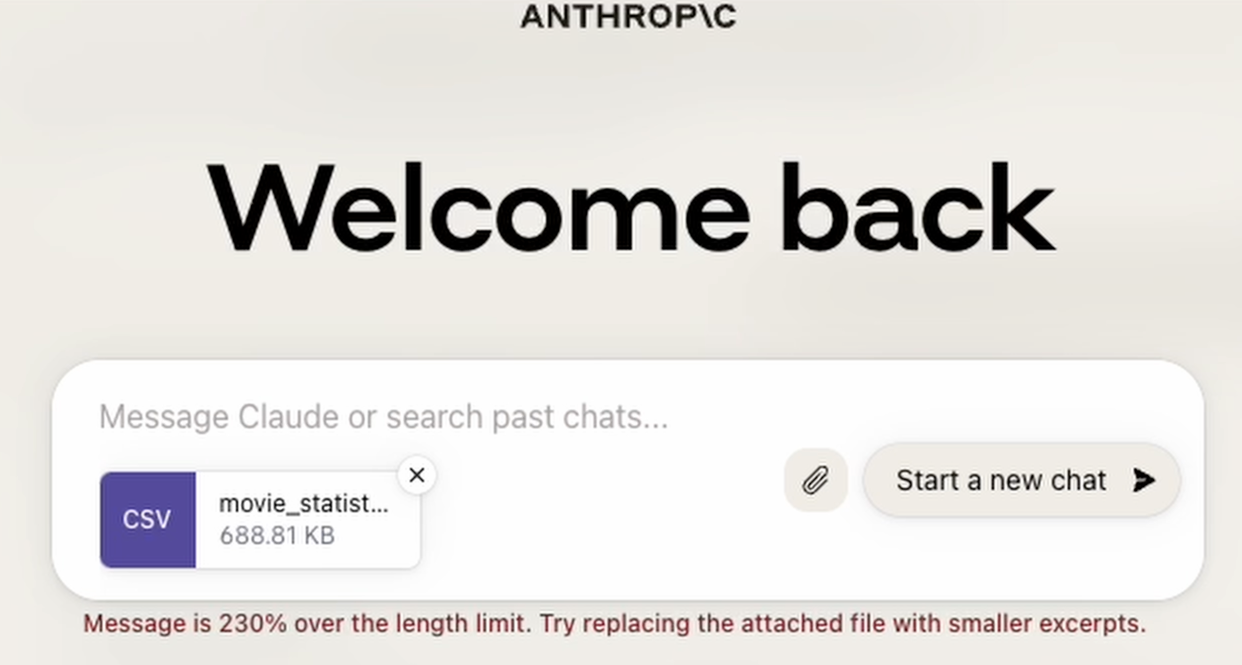 ANTHROP\C
Welcome back
Message Claude or search past chats...
Start a new chat
CSV
movie_statist...
688.81 KB
Message is 230% over the length limit. Try replacing the attached file with smaller excerpts.